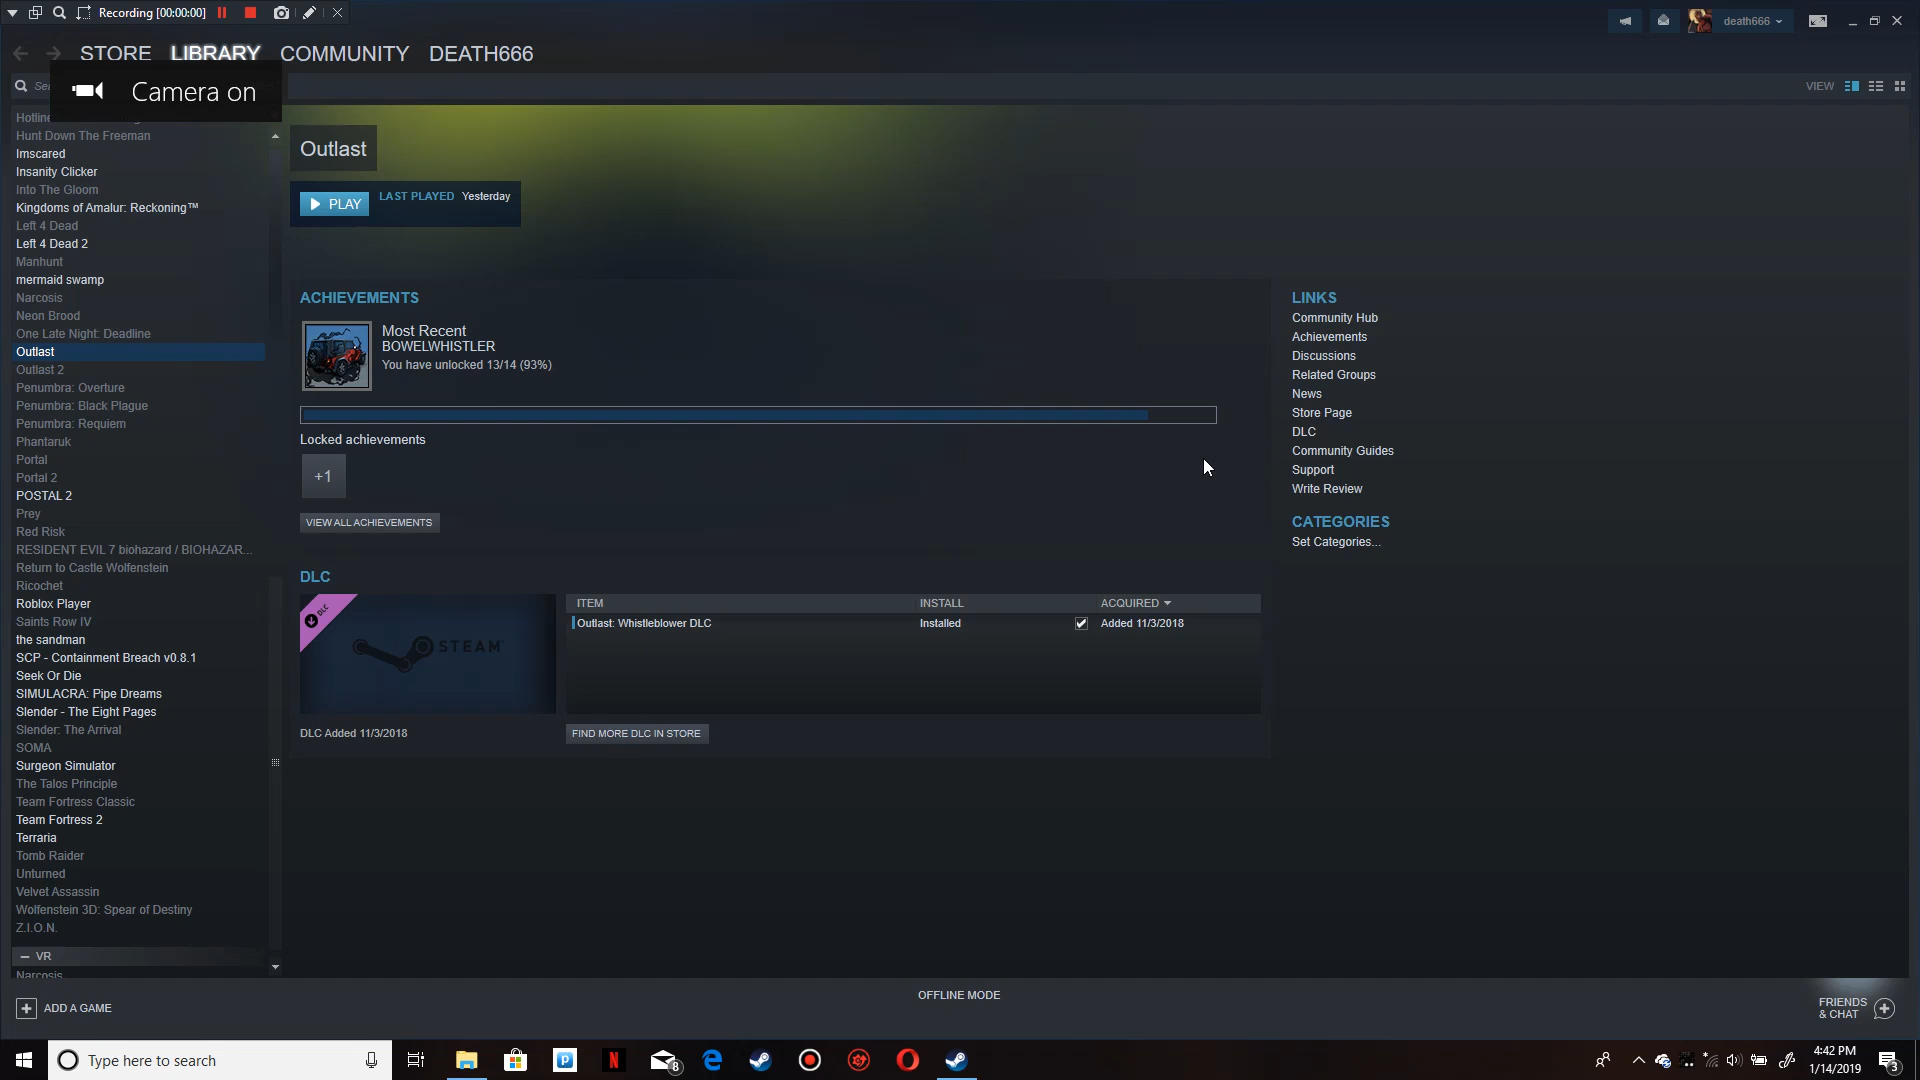 Recording [00:00:00]
death666
STORE LIBRARY COMMUNITY DEATH666
Camera on
VIEW
Hunt Down The Freeman
Imscared
Insanity Clicker
Into The Gloom
Kingdoms of Amalur: Reckoning™
Left 4 Dead
Left 4 Dead 2
Manhunt
mermaid swamp
Narcosis
Neon Brood
One Late Night: Deadline
Outlast
Outlast 2
Penumbra: Overture
Penumbra: Black Plague
Penumbra: Requiem
Phantaruk
Portal
Portal 2
POSTAL 2
Prey
Red Risk
RESIDENT EVIL 7 biohazard / BIOHAZAR...
Return to Castle Wolfenstein
Ricochet
Roblox Player
Saints Row IV
the sandman
SCP - Containment Breach v0.8.1
Seek Or Die
SIMULACRA: Pipe Dreams
Slender - The Eight Pages
Slender: The Arrival
SOMA
Surgeon Simulator
The Talos Principle
Team Fortress Classic
Team Fortress 2
Terraria
Tomb Raider
Unturned
Velvet Assassin
Wolfenstein 3D: Spear of Destiny
Z.I.O.N.
VR
Narcosis
Outlast
PLAY LAST PLAYED Yesterday
ACHIEVEMENTS
Most Recent
BOWELWHISTLER
You have unlocked 13/14 (93%)
Locked achievements
+1
VIEW ALL ACHIEVEMENTS
DLC
DLC
STEAM
DLC Added 11/3/2018
ITEM INSTALL ACQUIRED
Outlast: Whistleblower DLC Installed Added 11/3/2018
FIND MORE DLC IN STORE
LINKS
Community Hub
Achievements
Discussions
Related Groups
News
Store Page
DLC
Community Guides
Support
Write Review
CATEGORIES
Set Categories...
ADD A GAME
OFFLINE MODE
FRIENDS
& CHAT
Type here to search
8
4:42 PM
1/14/2019
3